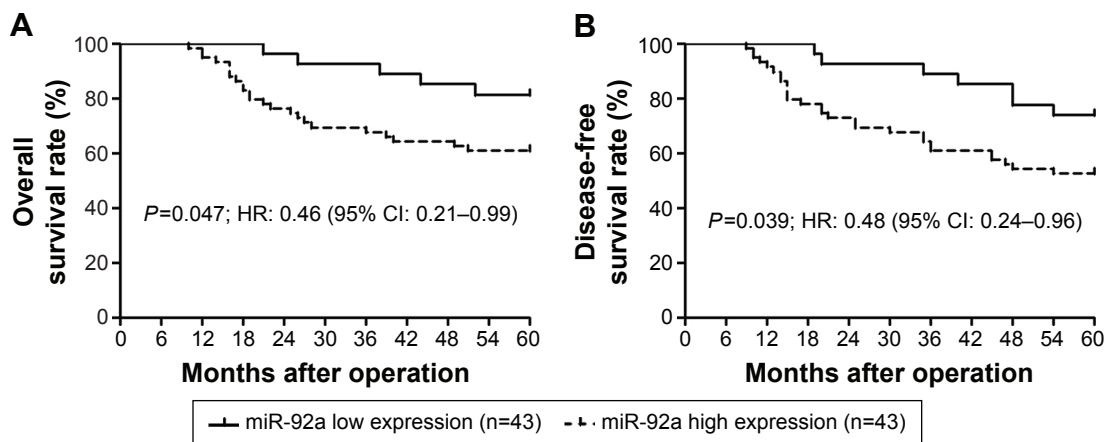 A
Overall
survival rate (%)
100
80
60
40
20
0
P=0.047; HR: 0.46 (95% CI: 0.21–0.99)
0 6 12 18 24 30 36 42 48 54 60
Months after operation
B
Disease-free
survival rate (%)
100
80
60
40
20
0
P=0.039; HR: 0.48 (95% CI: 0.24–0.96)
0 6 12 18 24 30 36 42 48 54 60
Months after operation
miR-92a low expression (n=43) miR-92a high expression (n=43)